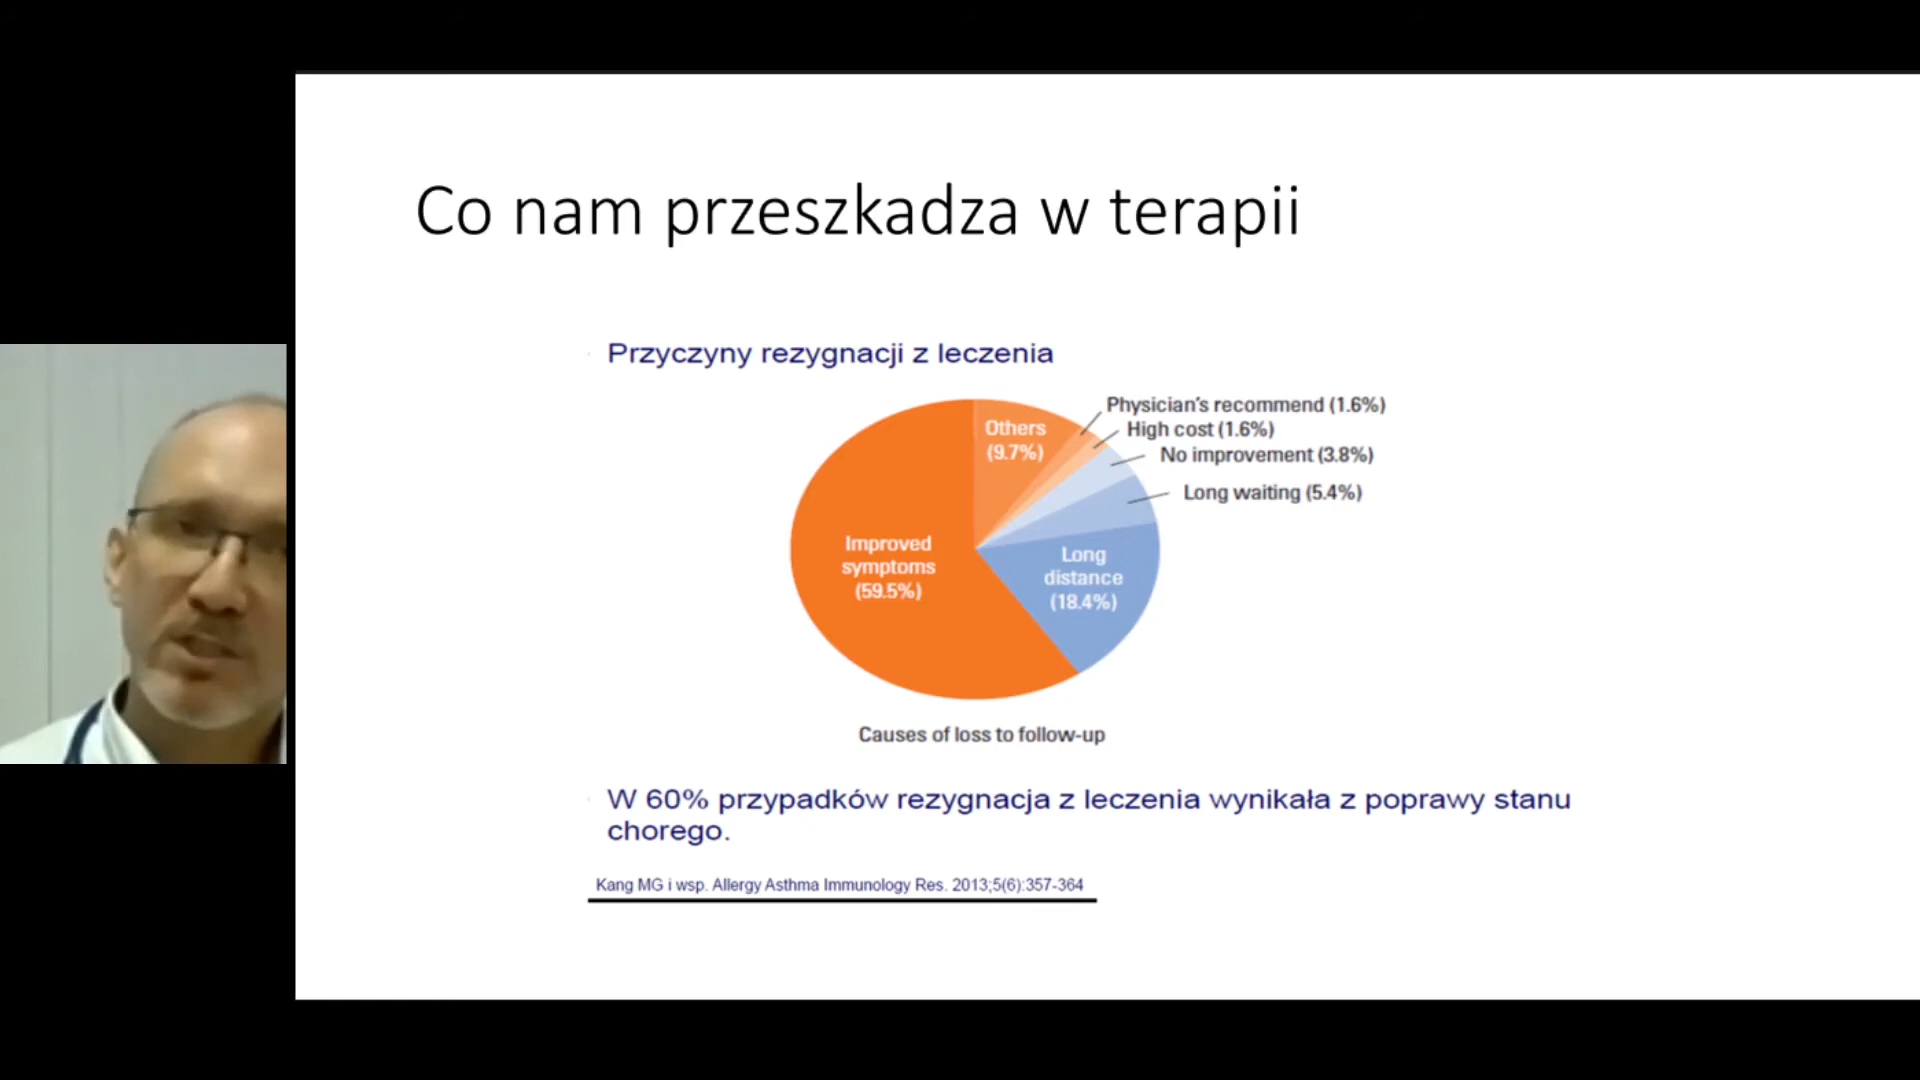 Co nam przeszkadza w terapii
Przyczyny rezygnacji z leczenia
Physician's recommend (1.6%)
High cost (1.6%)
No improvement (3.8%)
Long waiting (5.4%)
Others
(9.7%)
Improved
symptoms
(59.5%)
Long
distance
(18.4%)
Causes of loss to follow-up
W 60% przypadków rezygnacja z leczenia wynikała z poprawy stanu
chorego.
Kang MG i wsp. Allergy Asthma Immunology Res. 2013;5(6):357-364